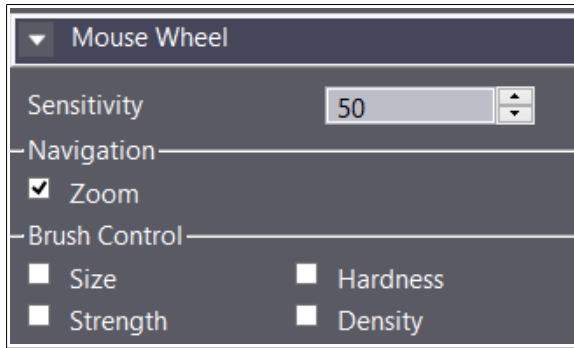 Mouse Wheel
Sensitivity 50
Navigation
Zoom
Brush Control
Size Hardness
Strength Density